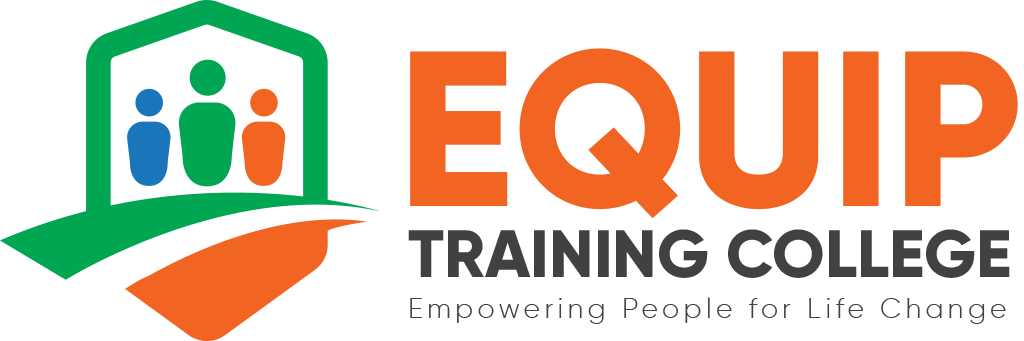 EQUIP
TRAINING COLLEGE
Empowering People for Life Change